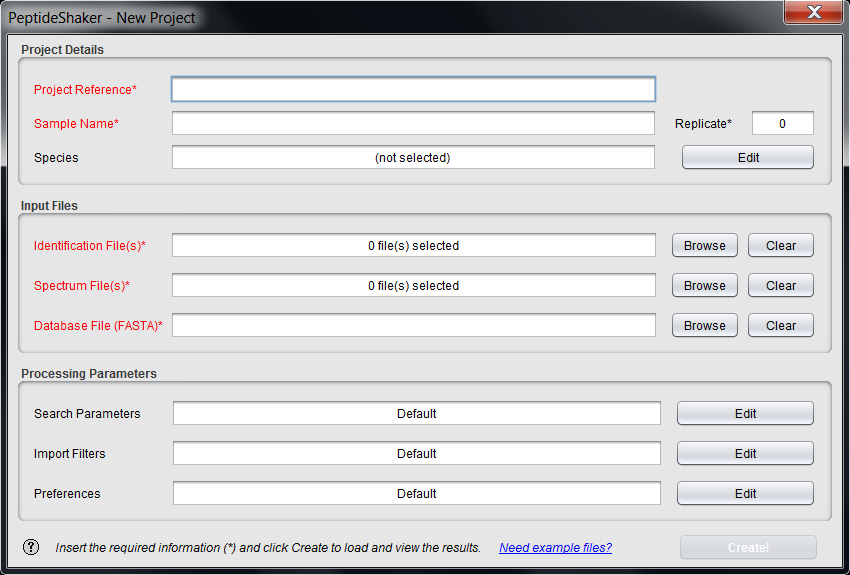 PeptideShaker - New Project
Project Details
Project Reference*
Sample Name* Replicate* 0
Species (not selected) Edit
Input Files
Identification File(s)* 0 file(s) selected Browse Clear
Spectrum File(s)* 0 file(s) selected Browse Clear
Database File (FASTA)* Browse Clear
Processing Parameters
Search Parameters Default Edit
Import Filters Default Edit
Preferences Default Edit
? Insert the required information (*) and click Create to load and view the results. Need example files? Create!